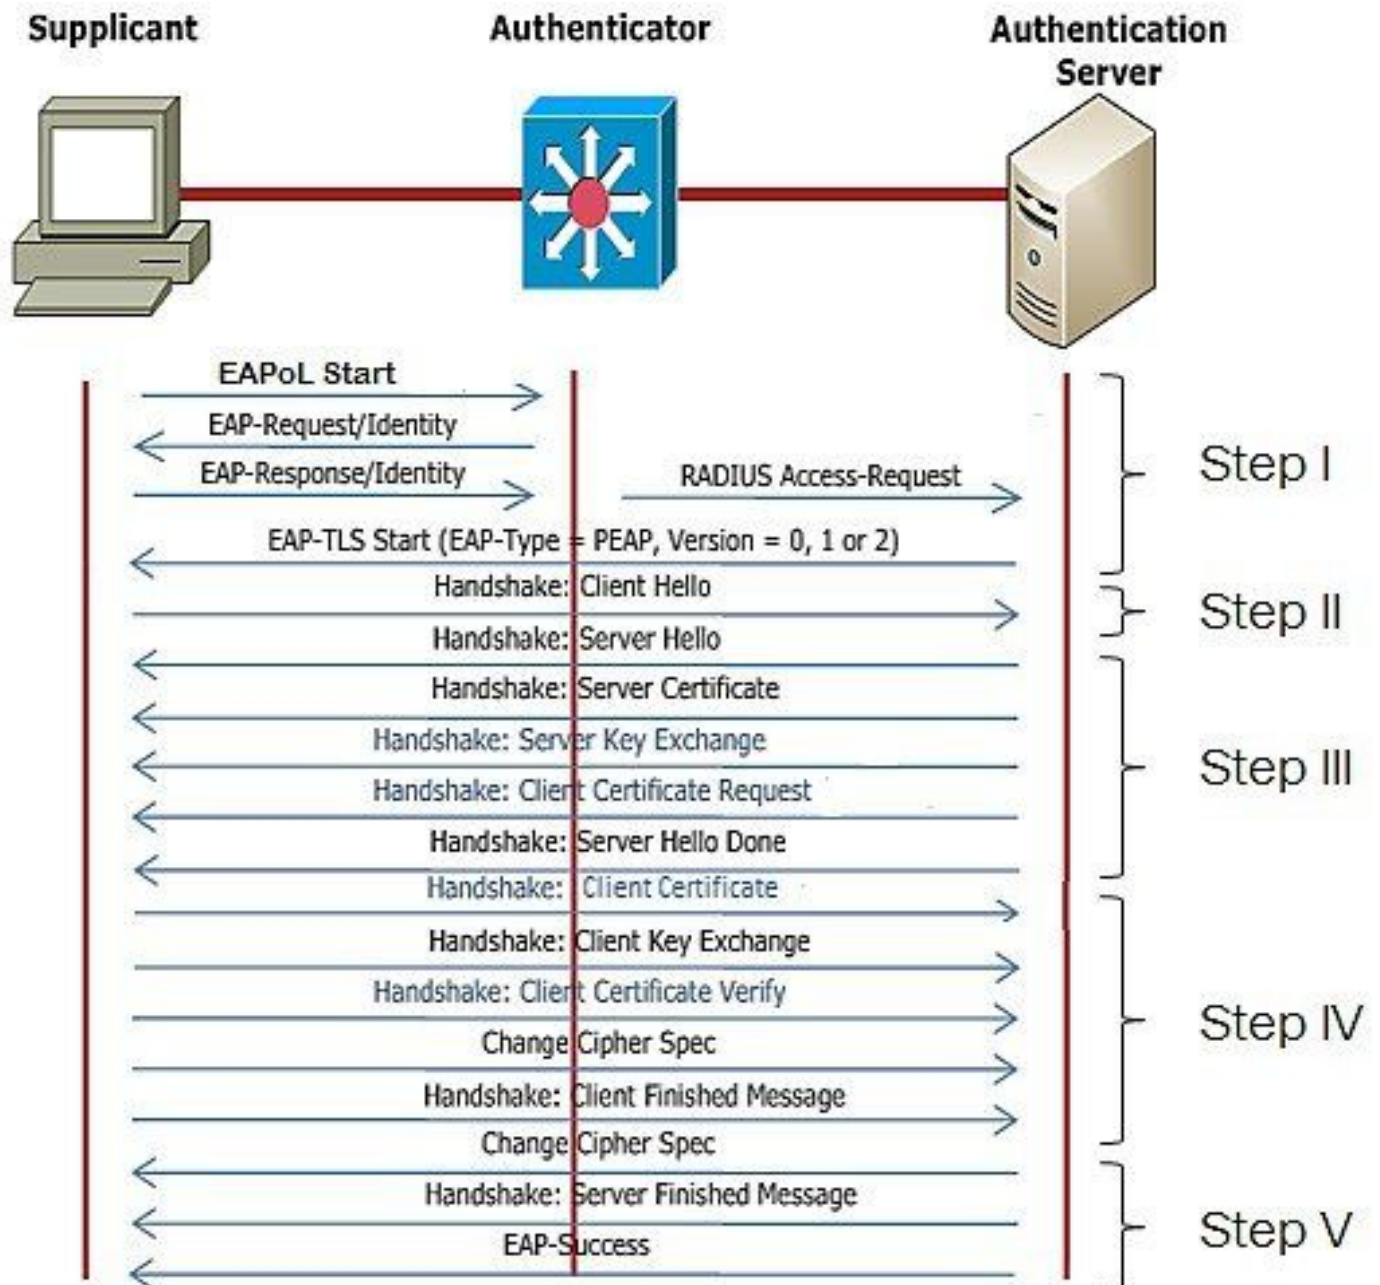 Supplicant
Authenticator
Authentication
Server
EAPoL Start
EAP-Request/Identity
EAP-Response/Identity
RADIUS Access-Request
Step I
EAP-TLS Start (EAP-Type = PEAP, Version = 0, 1 or 2)
Handshake: Client Hello
Step II
Handshake: Server Hello
Handshake: Server Certificate
Handshake: Server Key Exchange
Step III
Handshake: Client Certificate Request
Handshake: Server Hello Done
Handshake: Client Certificate
Handshake: Client Key Exchange
Handshake: Client Certificate Verify
Step IV
Change Cipher Spec
Handshake: Client Finished Message
Change Cipher Spec
Handshake: Server Finished Message
Step V
EAP-Success